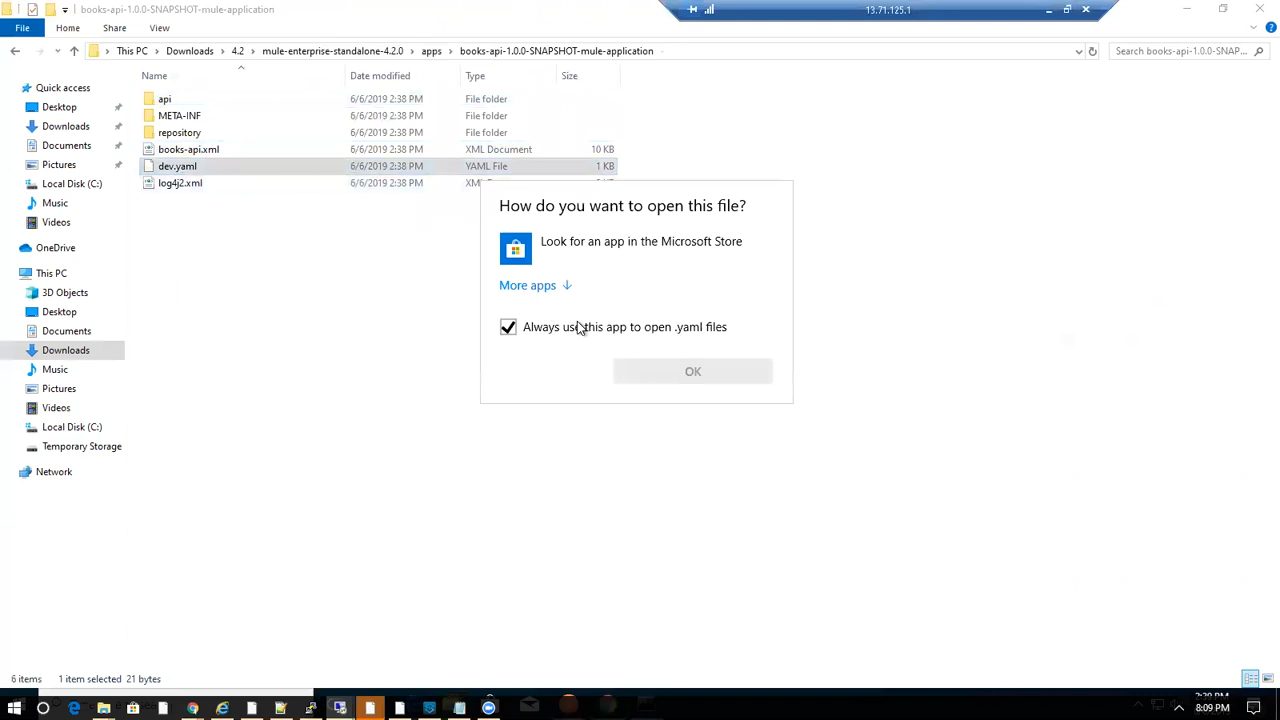 books-api-1.0.0-SNAPSHOT-mule-application
13.71.125.1
File Home Share View
This PC Downloads 4.2 mule-enterprise-standalone-4.2.0 apps books-api-1.0.0-SNAPSHOT-mule-application
Search books-api-1.0.0-SNAP...
Name Date modified Type Size
api 6/6/2019 2:38 PM File folder
META-INF 6/6/2019 2:38 PM File folder
repository 6/6/2019 2:38 PM File folder
books-api.xml 6/6/2019 2:38 PM XML Document 10 KB
dev.yaml 6/6/2019 2:38 PM YAML File 1 KB
log4j2.xml 6/6/2019 2:38 PM
Quick access
Desktop
Downloads
Documents
Pictures
Local Disk (C:)
Music
Videos
OneDrive
This PC
3D Objects
Desktop
Documents
Downloads
Music
Pictures
Videos
Local Disk (C:)
Temporary Storage
Network
How do you want to open this file?
Look for an app in the Microsoft Store
More apps
Always use this app to open .yaml files
OK
6 items 1 item selected 21 bytes
8:09 PM